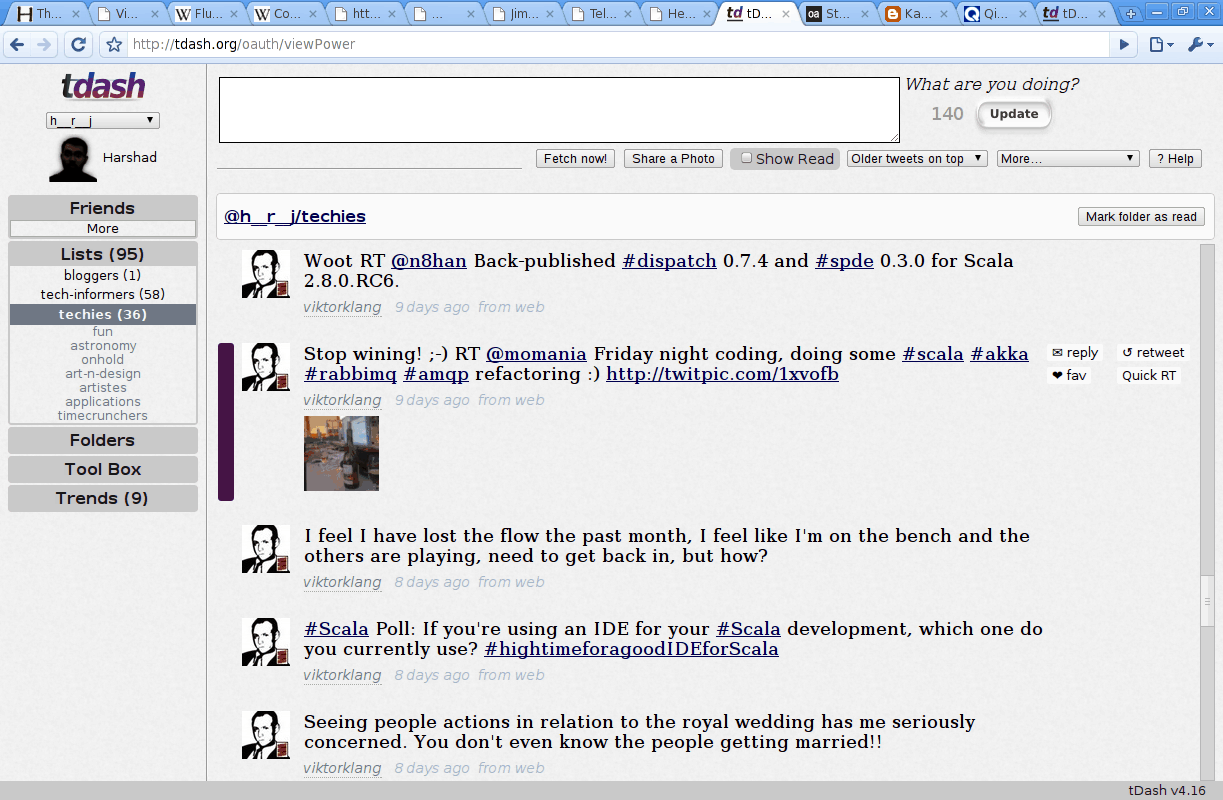 Th...
Vi...
Flu...
Co...
htt...
...
Jim...
Tel...
He...
tD...
St...
Ka...
Qi...
tD...
http://tdash.org/oauth/viewPower
tdash
h__r__j
Harshad
Friends
More
Lists (95)
bloggers (1)
tech-informers (58)
techies (36)
fun
astronomy
onhold
art-n-design
artistes
applications
timecrunchers
Folders
Tool Box
Trends (9)
What are you doing?
140 Update
Fetch now! Share a Photo Show Read Older tweets on top More... ? Help
@h__r__j/techies Mark folder as read
Woot RT @n8han Back-published #dispatch 0.7.4 and #spde 0.3.0 for Scala
2.8.0.RC6.
viktorklang 9 days ago from web
Stop wining! ;-) RT @momania Friday night coding, doing some #scala #akka
#rabbimq #amqp refactoring :) http://twitpic.com/1xvofb
viktorklang 9 days ago from web
✉ reply ↺ retweet
❤ fav Quick RT
I feel I have lost the flow the past month, I feel like I'm on the bench and the
others are playing, need to get back in, but how?
viktorklang 8 days ago from web
#Scala Poll: If you're using an IDE for your #Scala development, which one do
you currently use? #hightimeforagoodIDEforScala
viktorklang 8 days ago from web
Seeing people actions in relation to the royal wedding has me seriously
concerned. You don't even know the people getting married!!
viktorklang 8 days ago from web
tDash v4.16